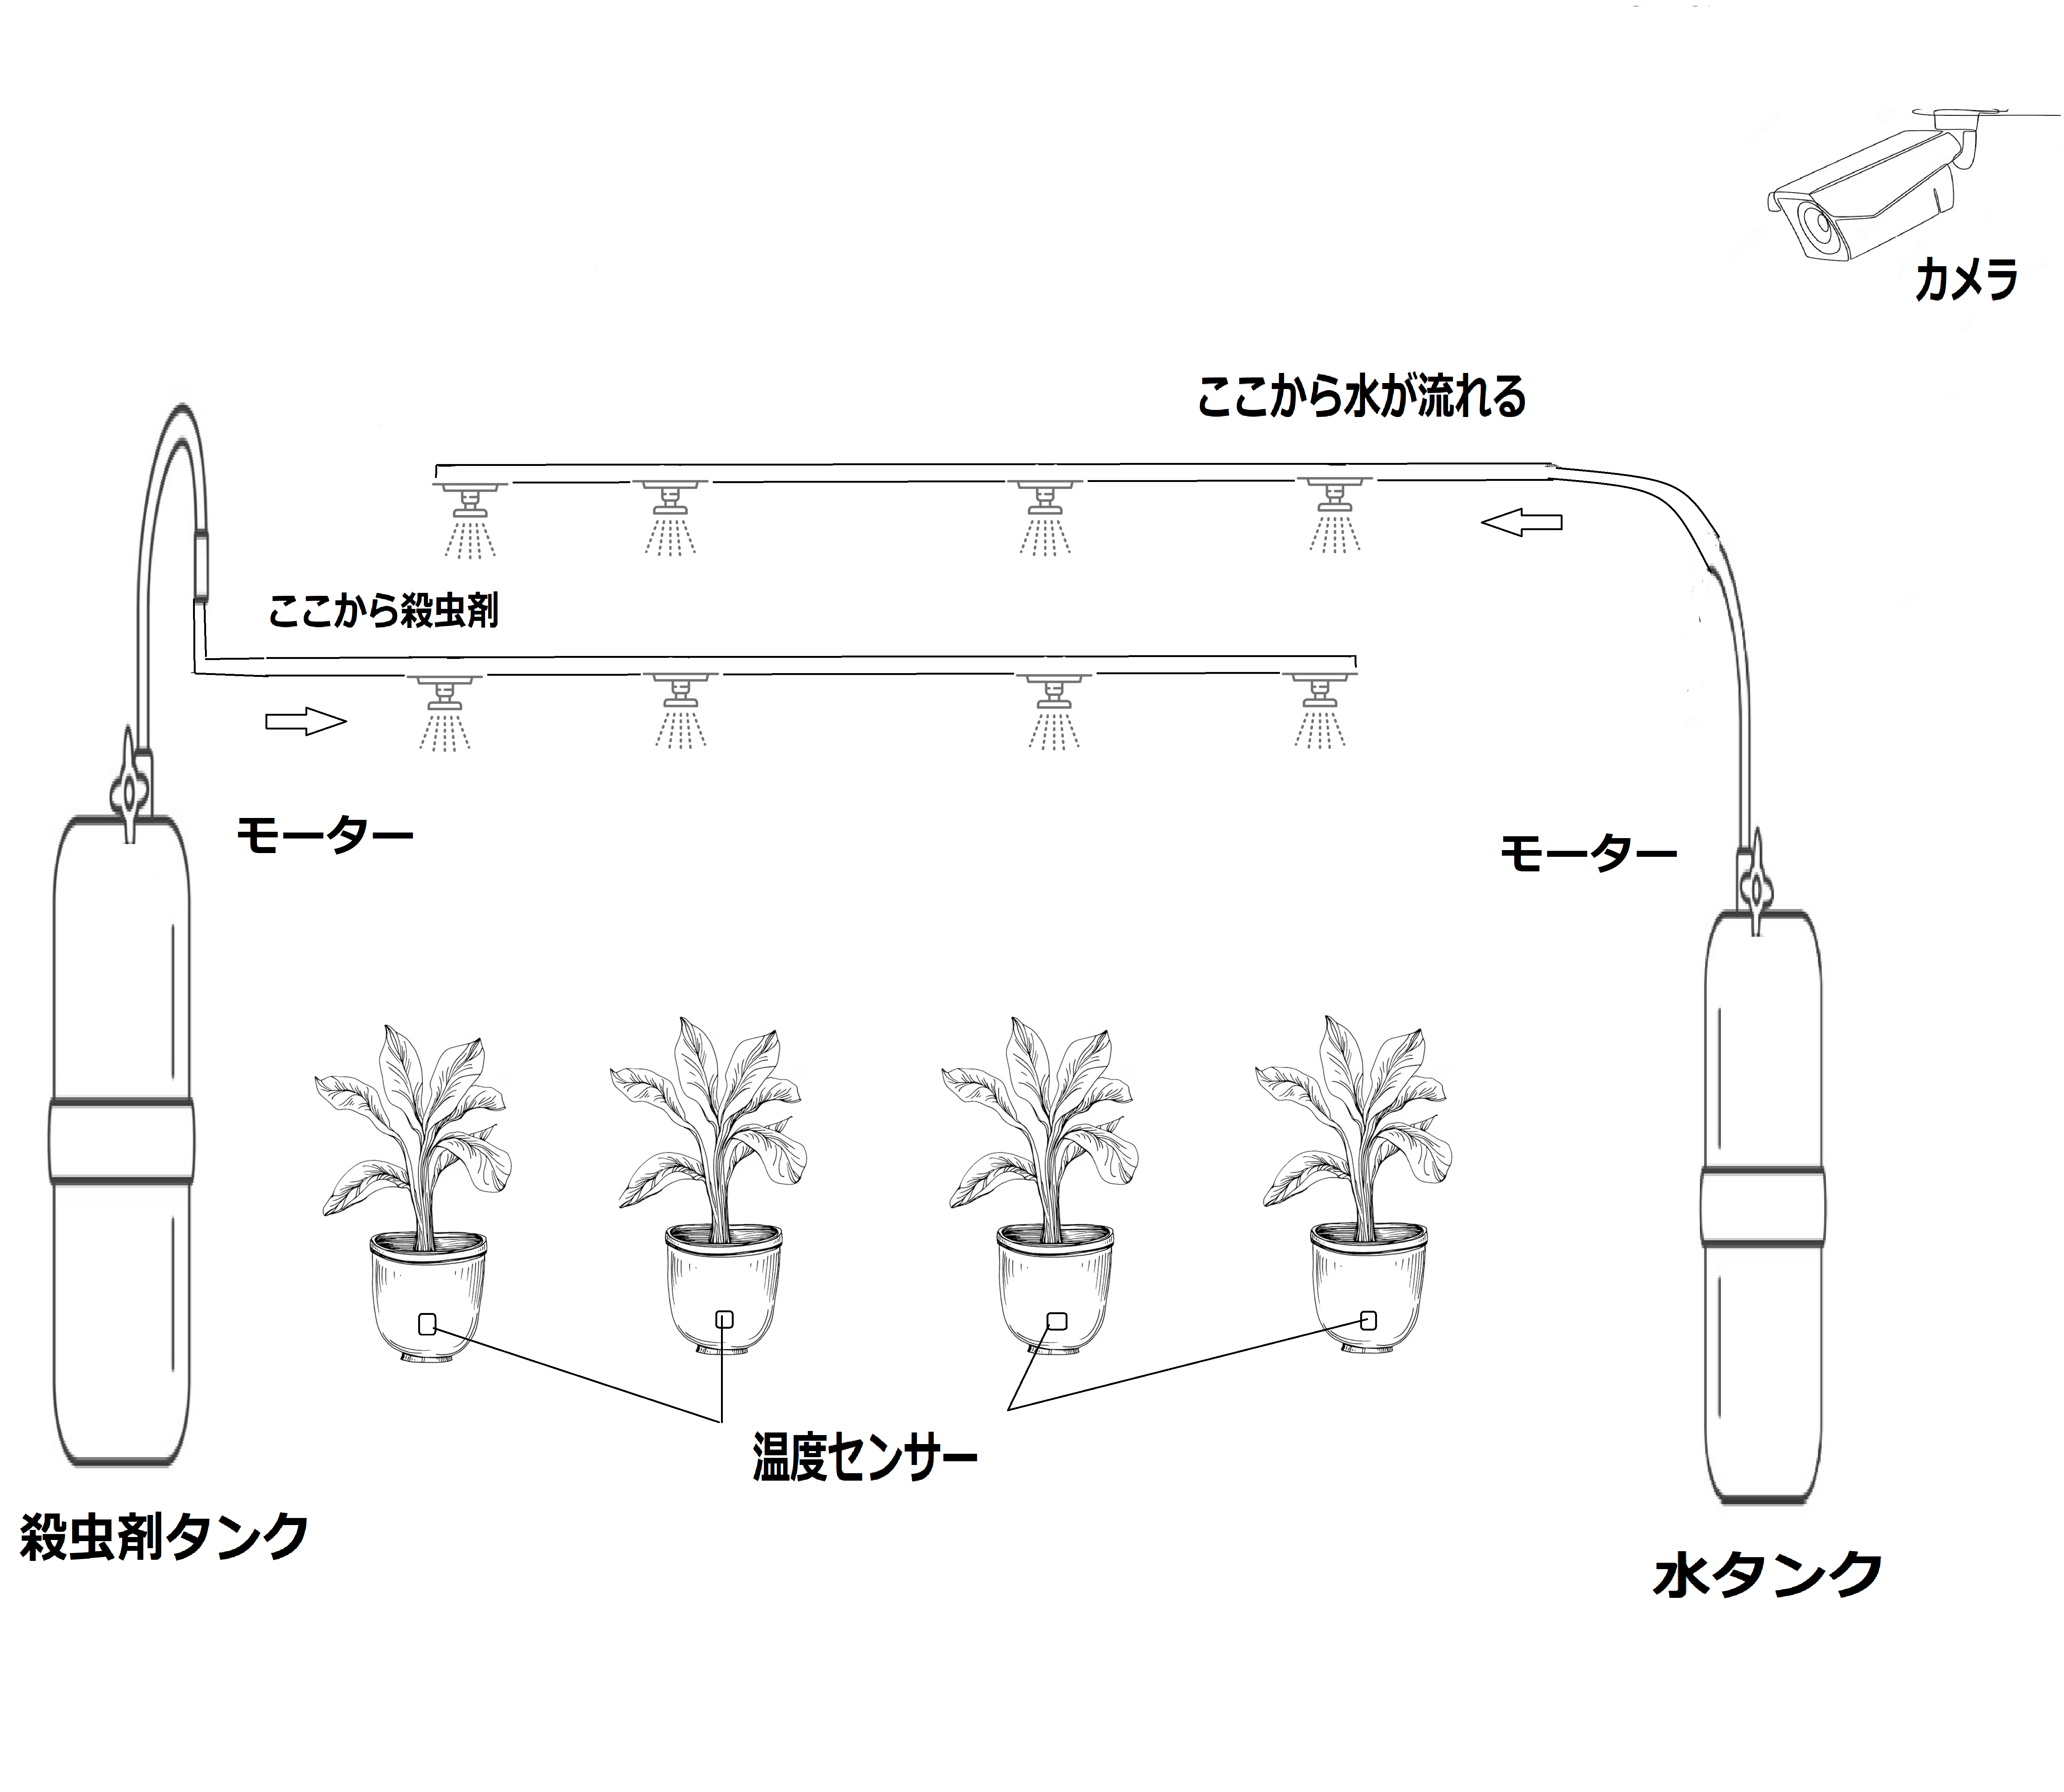 カメラ
ここから水が流れる
ここから殺虫剤
モーター
モーター
温度センサー
殺虫剤タンク
水タンク